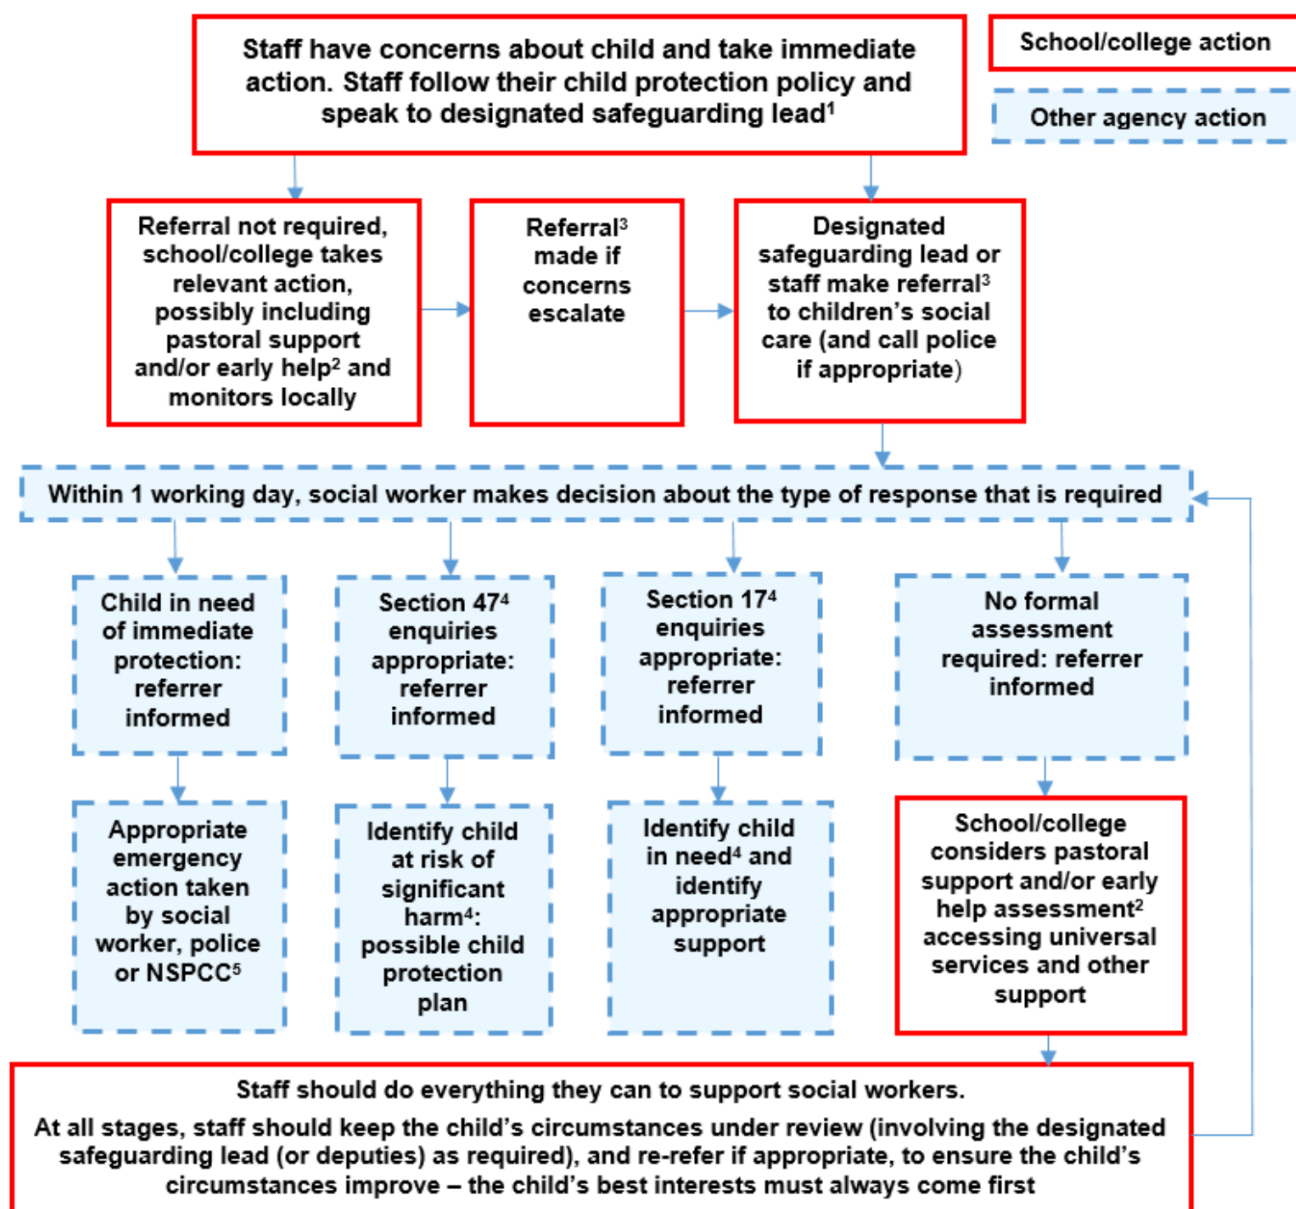 Staff have concerns about child and take immediate
action. Staff follow their child protection policy and
speak to designated safeguarding lead¹
School/college action
Other agency action
Referral not required,
school/college takes
relevant action,
possibly including
pastoral support
and/or early help² and
monitors locally
Referral³
made if
concerns
escalate
Designated
safeguarding lead or
staff make referral³
to children’s social
care (and call police
if appropriate)
Within 1 working day, social worker makes decision about the type of response that is required
Child in need
of immediate
protection:
referrer
informed
Section 47⁴
enquiries
appropriate:
referrer
informed
Section 17⁴
enquiries
appropriate:
referrer
informed
No formal
assessment
required: referrer
informed
Appropriate
emergency
action taken
by social
worker, police
or NSPCC⁵
Identify child
at risk of
significant
harm⁴:
possible child
protection
plan
Identify child
in need⁴ and
identify
appropriate
support
School/college
considers pastoral
support and/or early
help assessment²
accessing universal
services and other
support
Staff should do everything they can to support social workers.
At all stages, staff should keep the child’s circumstances under review (involving the designated
safeguarding lead (or deputies) as required), and re-refer if appropriate, to ensure the child’s
circumstances improve – the child’s best interests must always come first